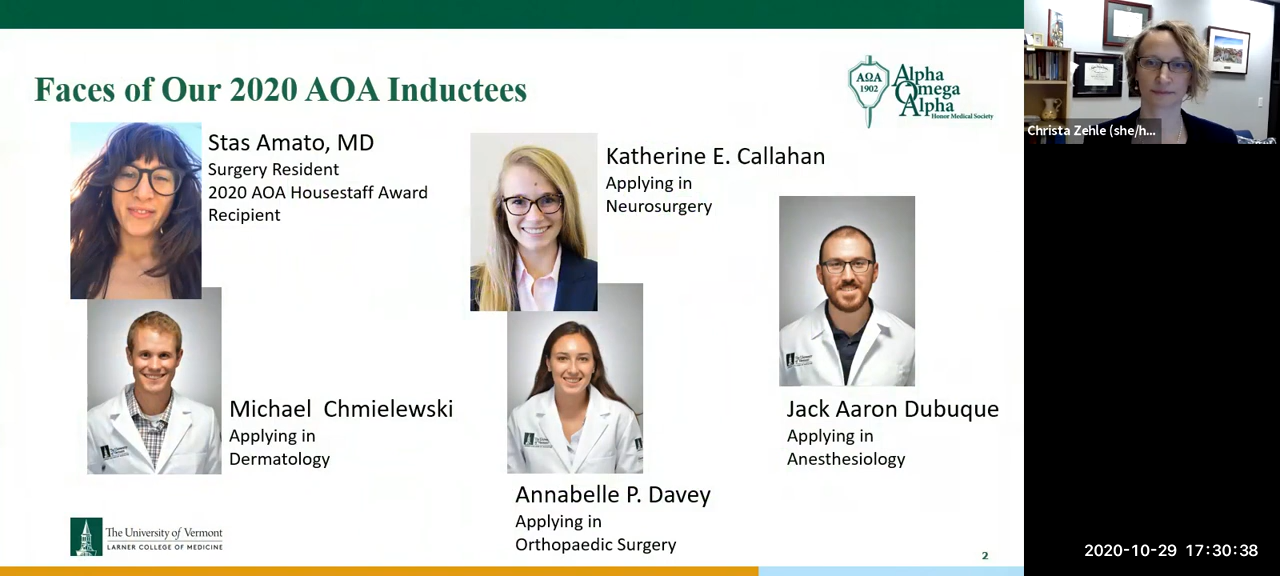 Faces of Our 2020 AOA Inductees
ΑΩΑ
1902
Alpha
Omega
Alpha
Honor Medical Society
Stas Amato, MD
Surgery Resident
2020 AOA Housestaff Award
Recipient
Katherine E. Callahan
Applying in
Neurosurgery
Michael  Chmielewski
Applying in
Dermatology
Annabelle P. Davey
Applying in
Orthopaedic Surgery
Jack Aaron Dubuque
Applying in
Anesthesiology
The University of Vermont
LARNER COLLEGE OF MEDICINE
2
Christa Zehle (she/h...
2020-10-29 17:30:38